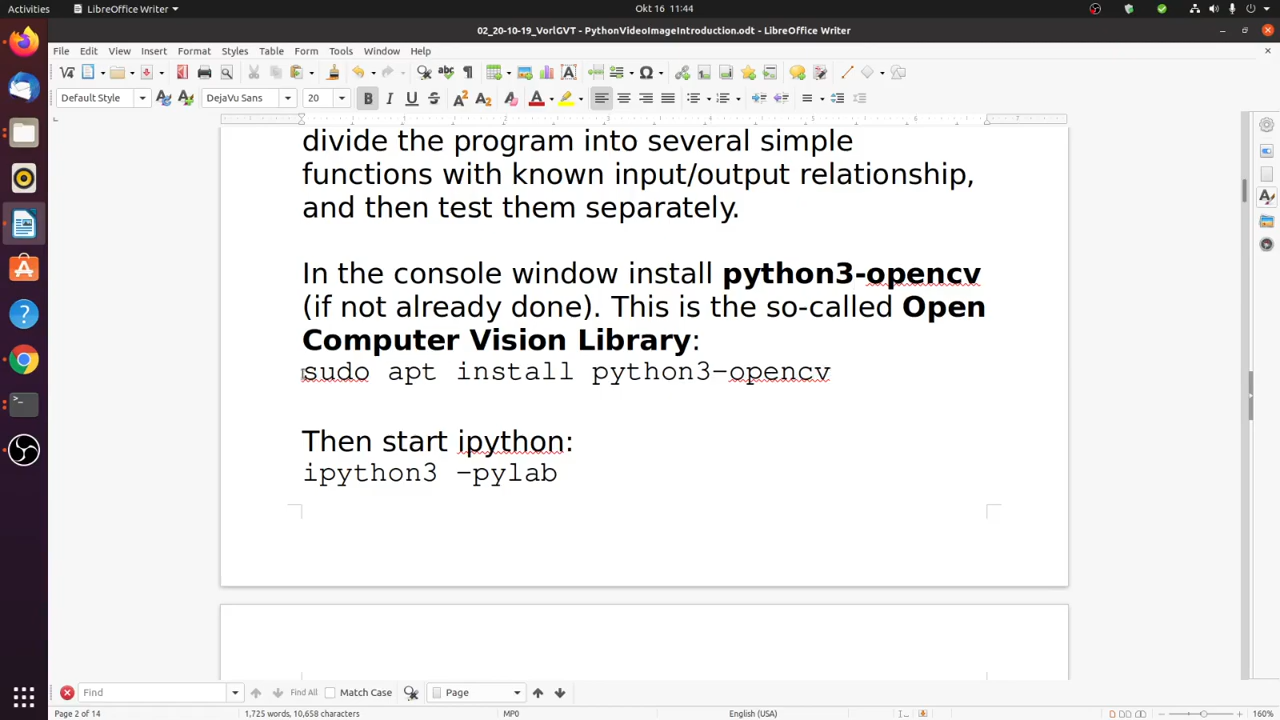 Activities
LibreOffice Writer
Okt 16 11:44
02_20-10-19_VorlGVT - PythonVideoImageIntroduction.odt - LibreOffice Writer
File Edit View Insert Format Styles Table Form Tools Window Help
Default Style DejaVu Sans 20
divide the program into several simple
functions with known input/output relationship,
and then test them separately.
In the console window install python3-opencv
(if not already done). This is the so-called Open
Computer Vision Library:
sudo apt install python3-opencv
Then start ipython:
ipython3 –pylab
Find Find All Match Case Page
Page 2 of 14 1,725 words, 10,658 characters MP0 English (USA) 160%